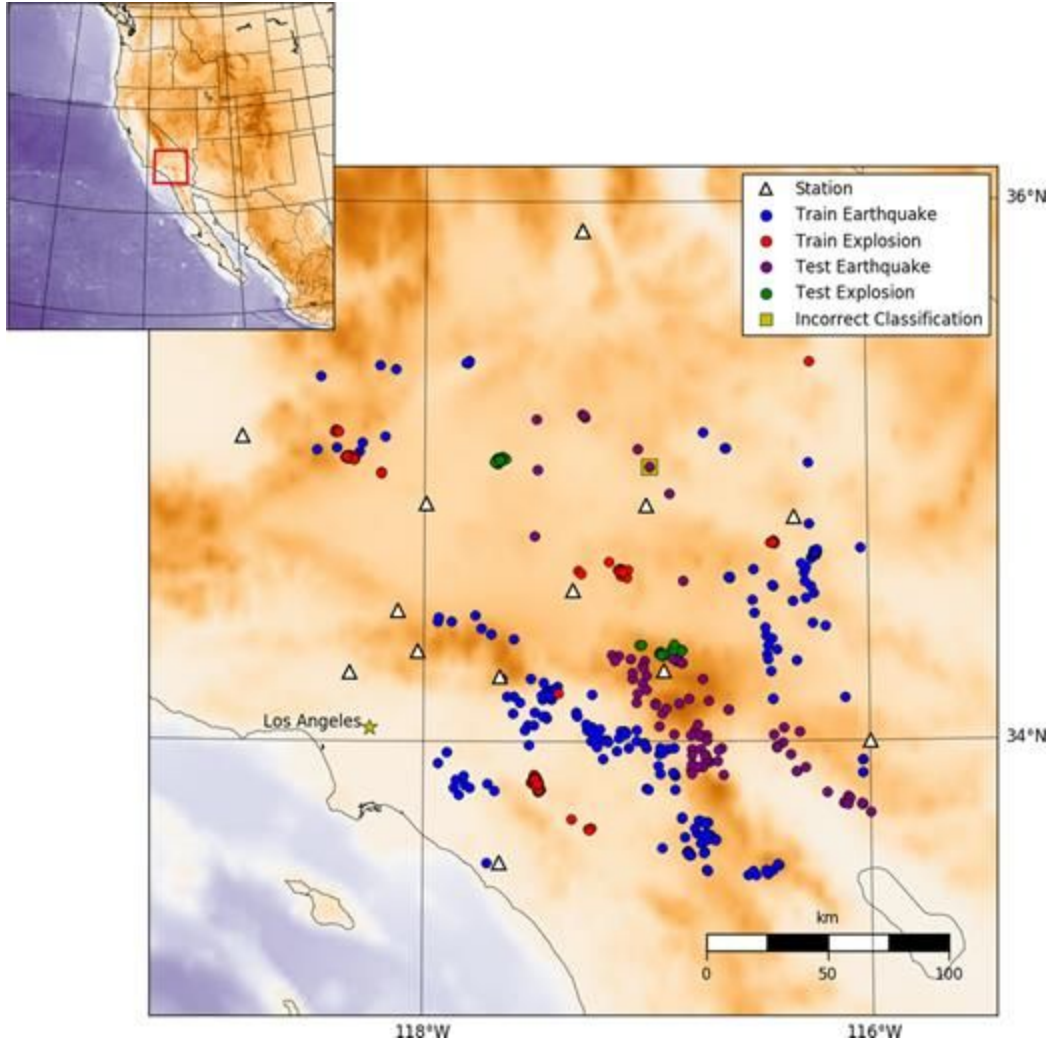 Station
36°N
Train Earthquake
Train Explosion
Test Earthquake
Test Explosion
Incorrect Classification
Los Angeles
34°N
km
0 50 100
118°W 116°W